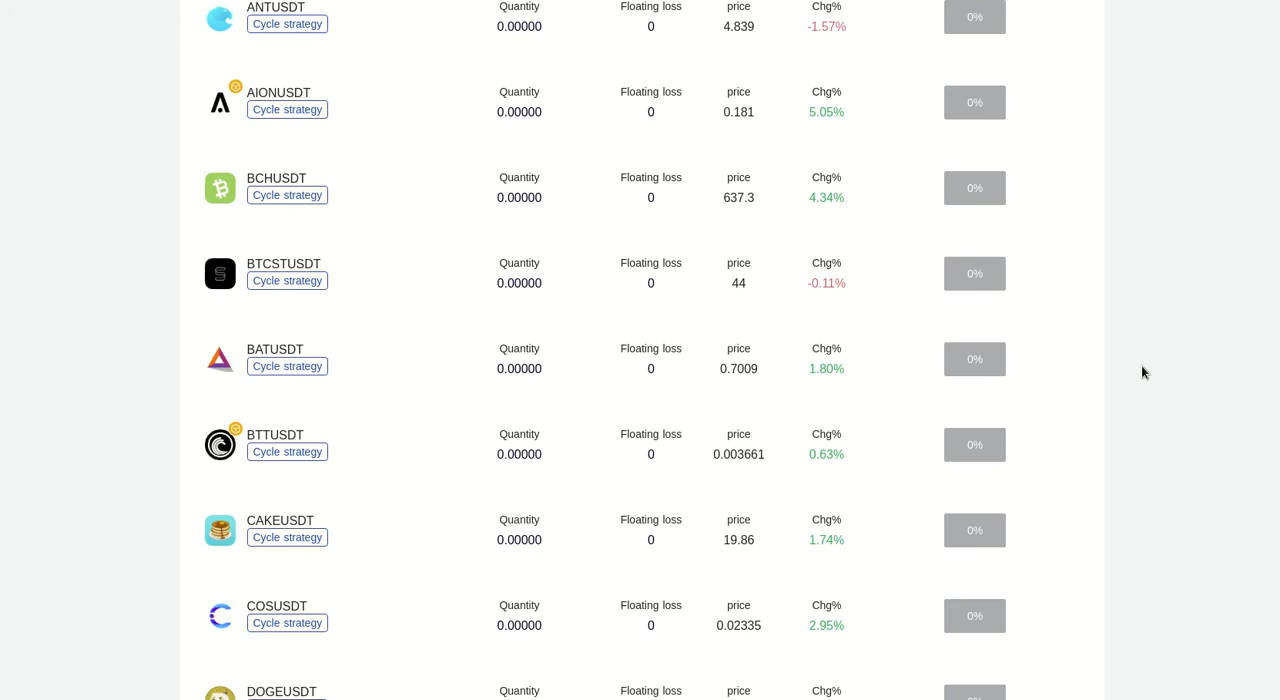 ANTUSDT Quantity Floating loss price Chg%
Cycle strategy 0.00000 0 4.839 -1.57% 0%
AIONUSDT Quantity Floating loss price Chg%
Cycle strategy 0.00000 0 0.181 5.05% 0%
BCHUSDT Quantity Floating loss price Chg%
Cycle strategy 0.00000 0 637.3 4.34% 0%
BTCSTUSDT Quantity Floating loss price Chg%
Cycle strategy 0.00000 0 44 -0.11% 0%
BATUSDT Quantity Floating loss price Chg%
Cycle strategy 0.00000 0 0.7009 1.80% 0%
BTTUSDT Quantity Floating loss price Chg%
Cycle strategy 0.00000 0 0.003661 0.63% 0%
CAKEUSDT Quantity Floating loss price Chg%
Cycle strategy 0.00000 0 19.86 1.74% 0%
COSUSDT Quantity Floating loss price Chg%
Cycle strategy 0.00000 0 0.02335 2.95% 0%
DOGEUSDT Quantity Floating loss price Chg%